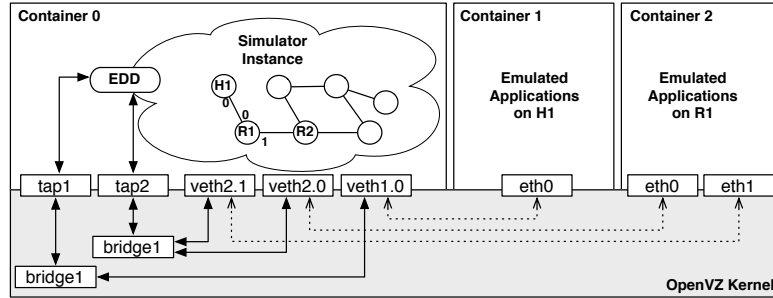 Container 0
Container 1
Container 2
Simulator
Instance
EDD
H1
0
0
R1
1
R2
Emulated
Applications
on H1
Emulated
Applications
on R1
tap1
tap2
veth2.1
veth2.0
veth1.0
eth0
eth0
eth1
bridge1
bridge1
OpenVZ Kernel